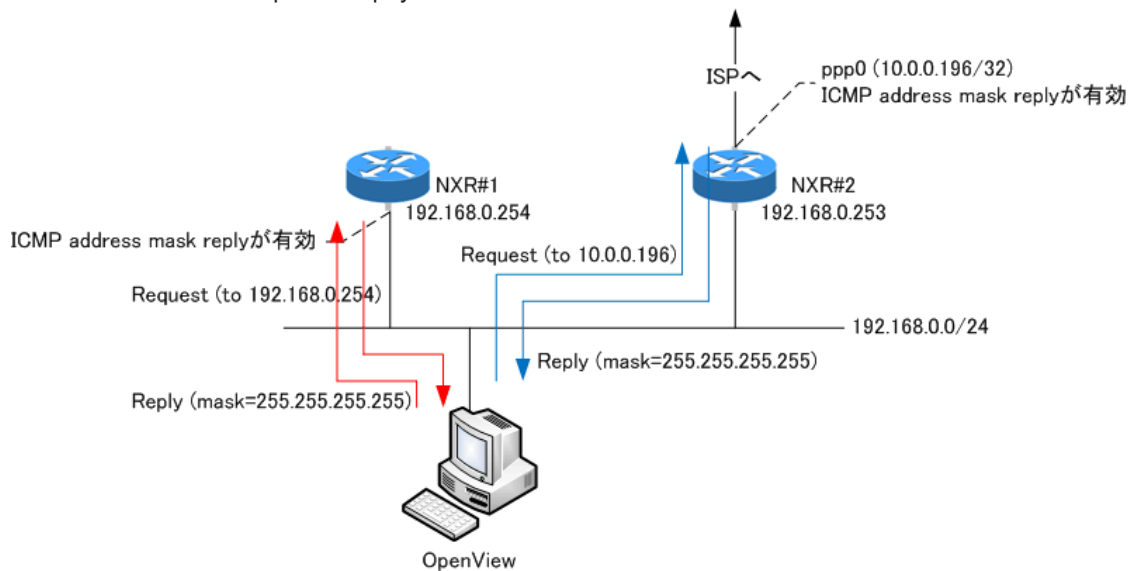 ISPへ
ppp0 (10.0.0.196/32)
ICMP address mask replyが有効
NXR#1
192.168.0.254
NXR#2
192.168.0.253
ICMP address mask replyが有効
Request (to 10.0.0.196)
Request (to 192.168.0.254)
192.168.0.0/24
Reply (mask=255.255.255.255)
Reply (mask=255.255.255.255)
OpenView